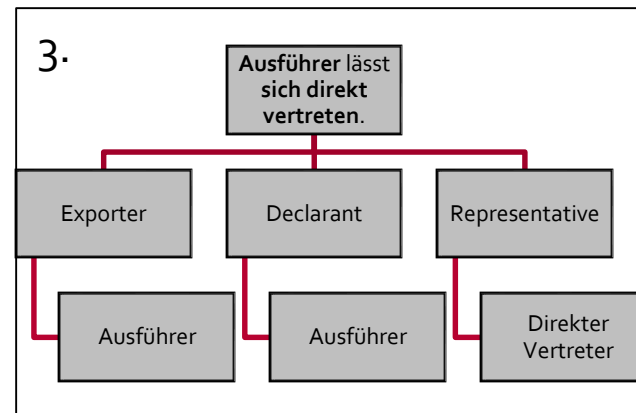 3.
Ausführer lässt
sich direkt
vertreten.
Exporter
Declarant
Representative
Ausführer
Ausführer
Direkter
Vertreter